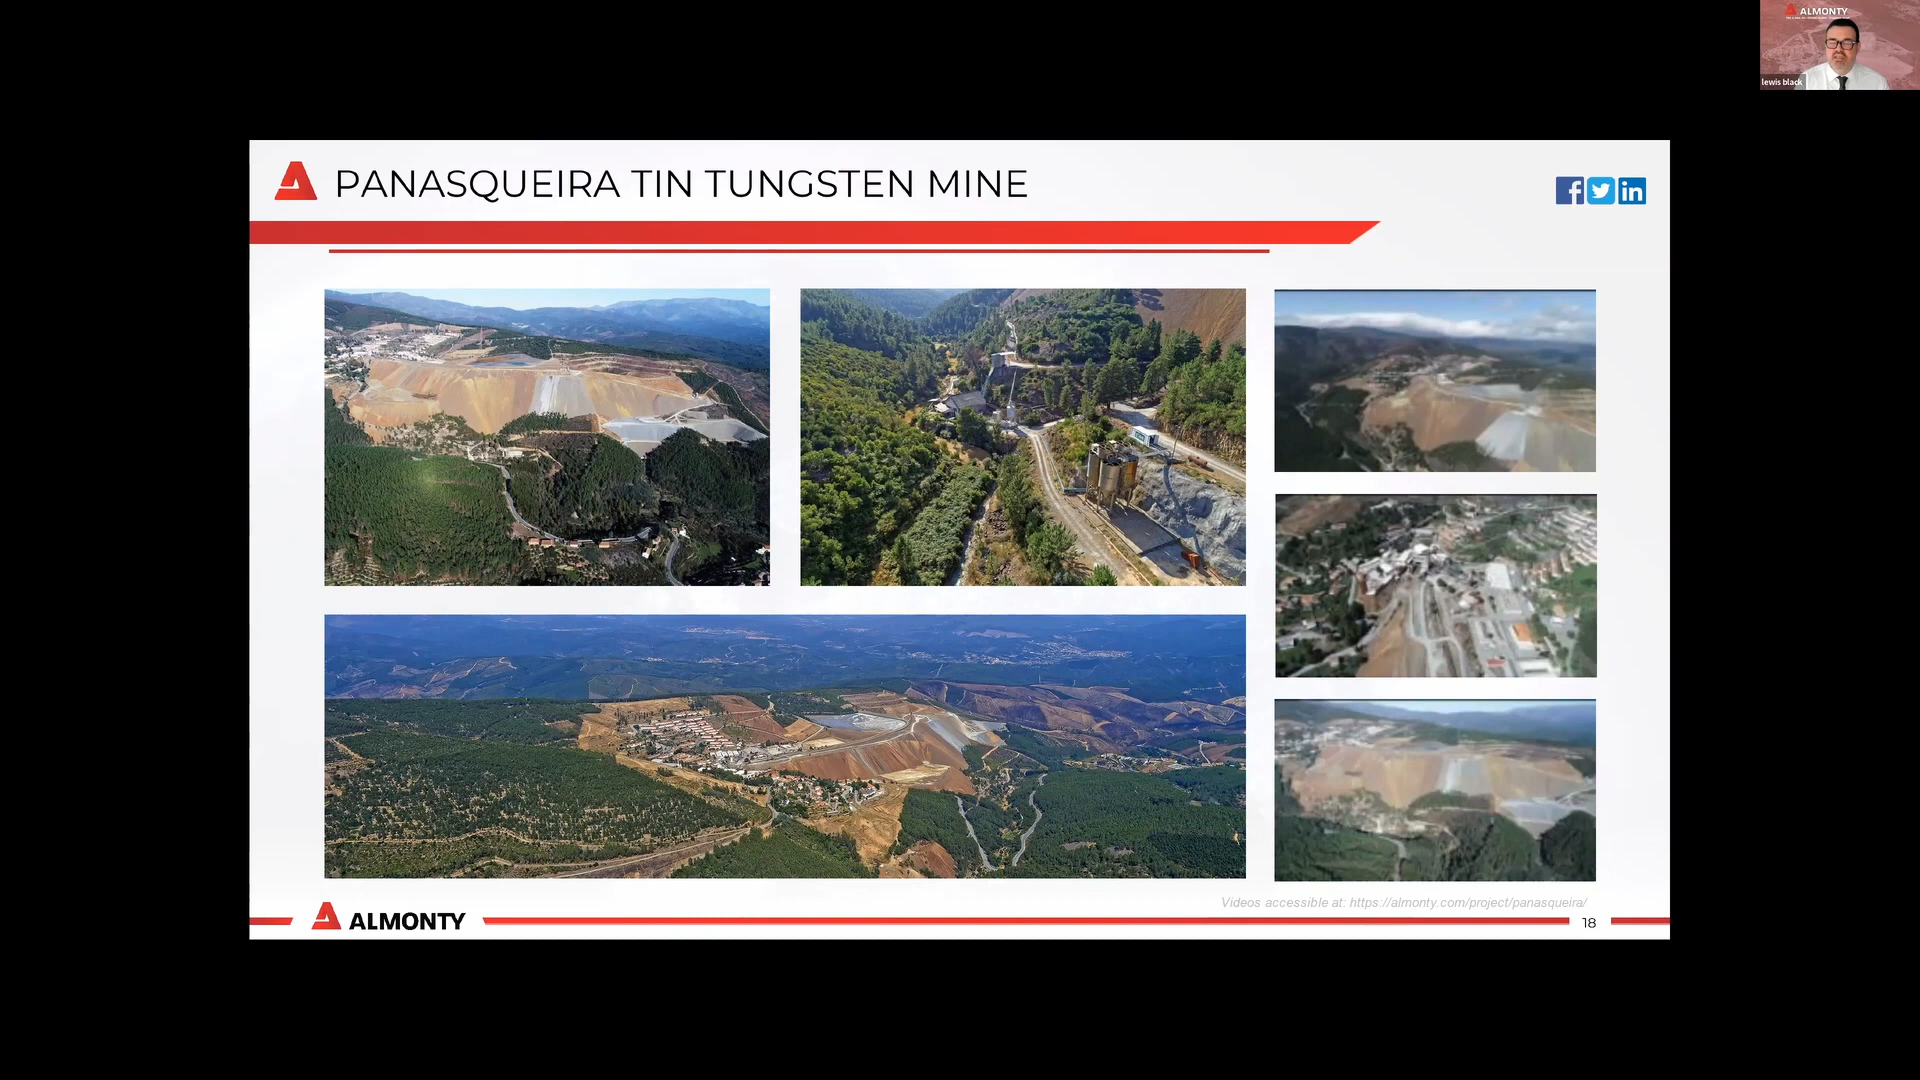 ALMONTY
lewis black
PANASQUEIRA TIN TUNGSTEN MINE
Videos accessible at: https://almonty.com/project/panasqueira/
ALMONTY
18